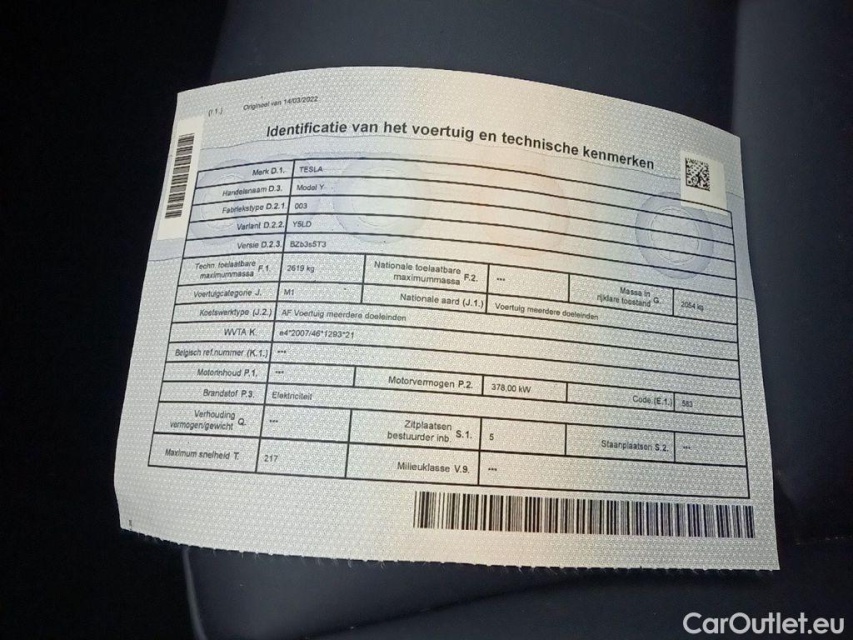 (I 1.) Origineel van 14/03/2022
Identificatie van het voertuig en technische kenmerken
Merk D.1. TESLA
Handelsnaam D.3. Model Y
Fabriekstype D.2.1. 003
Variant D.2.2. Y5LD
Versie D.2.3. BZb3s5T3
Techn toelaatbare maximummassa F.1. 2619 kg Nationale toelaatbare maximummassa F.2. --- Massa in rijklare toestand G. 2054 kg
Voertuigcategorie J. M1 Nationale aard (J.1.) Voertuig meerdere doeleinden
Koetswerktype (J.2.) AF Voertuig meerdere doeleinden
WVTA K. e4*2007/46*1293*21
Belgisch ref.nummer (K.1.) ---
Motorinhoud P.1. --- Motorvermogen P.2. 378,00 kW Code (E.1.) 583
Brandstof P.3. Elektriciteit
Verhouding vermogen/gewicht Q. --- Zitplaatsen bestuurder inb. S.1. 5 Staanplaatsen S.2. ---
Maximum snelheid T. 217 Milieuklasse V.9. ---
CarOutlet.eu